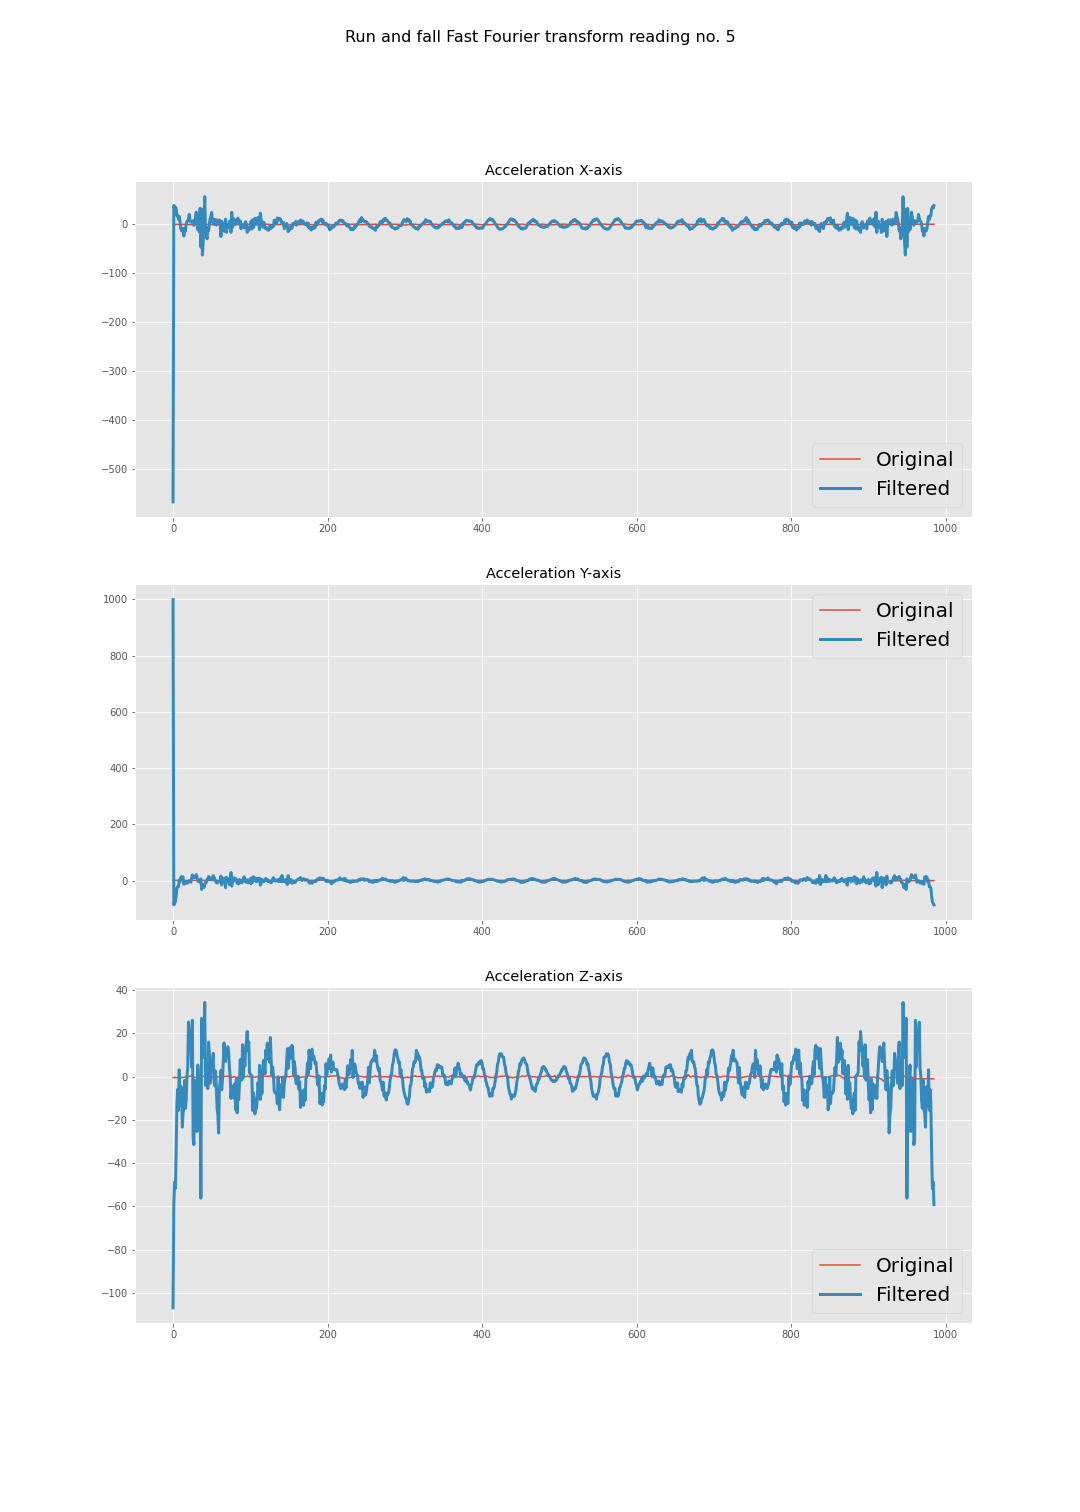 Run and fall Fast Fourier transform reading no. 5
Acceleration X-axis
0
−100
−200
−300
−400
−500
Original
Filtered
0 200 400 600 800 1000
Acceleration Y-axis
1000
800
600
400
200
0
Original
Filtered
0 200 400 600 800 1000
Acceleration Z-axis
40
20
0
−20
−40
−60
−80
−100
Original
Filtered
0 200 400 600 800 1000